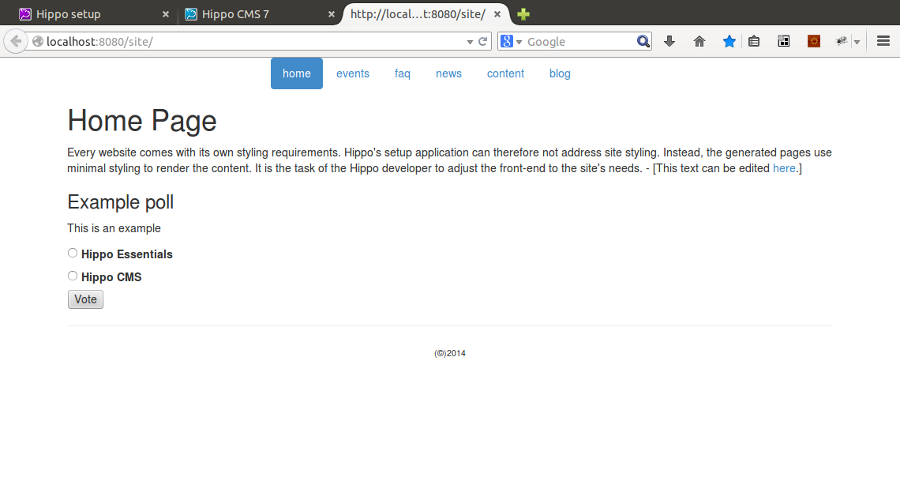 Hippo setup
Hippo CMS 7
http://local...t:8080/site/
localhost:8080/site/
Google
home
events
faq
news
content
blog
Home Page
Every website comes with its own styling requirements. Hippo's setup application can therefore not address site styling. Instead, the generated pages use
minimal styling to render the content. It is the task of the Hippo developer to adjust the front-end to the site's needs. - [This text can be edited here.]
Example poll
This is an example
Hippo Essentials
Hippo CMS
Vote
(©)2014